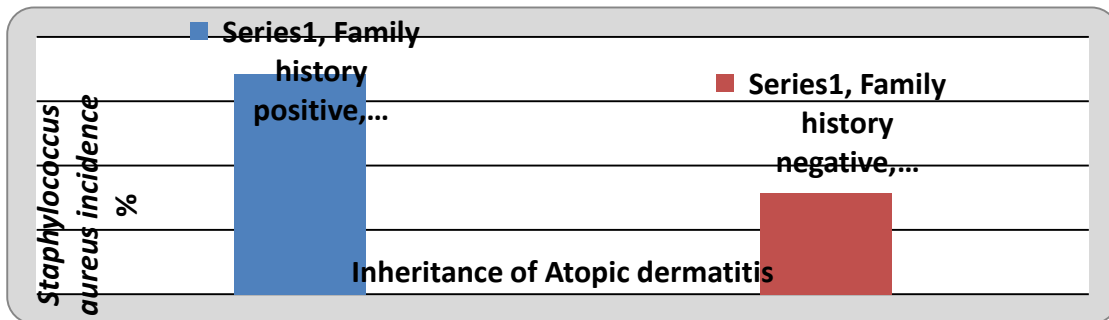 Staphylococcus
aureus incidence
%
Series1, Family
history
positive,...
Series1, Family
history
negative,...
Inheritance of Atopic dermatitis